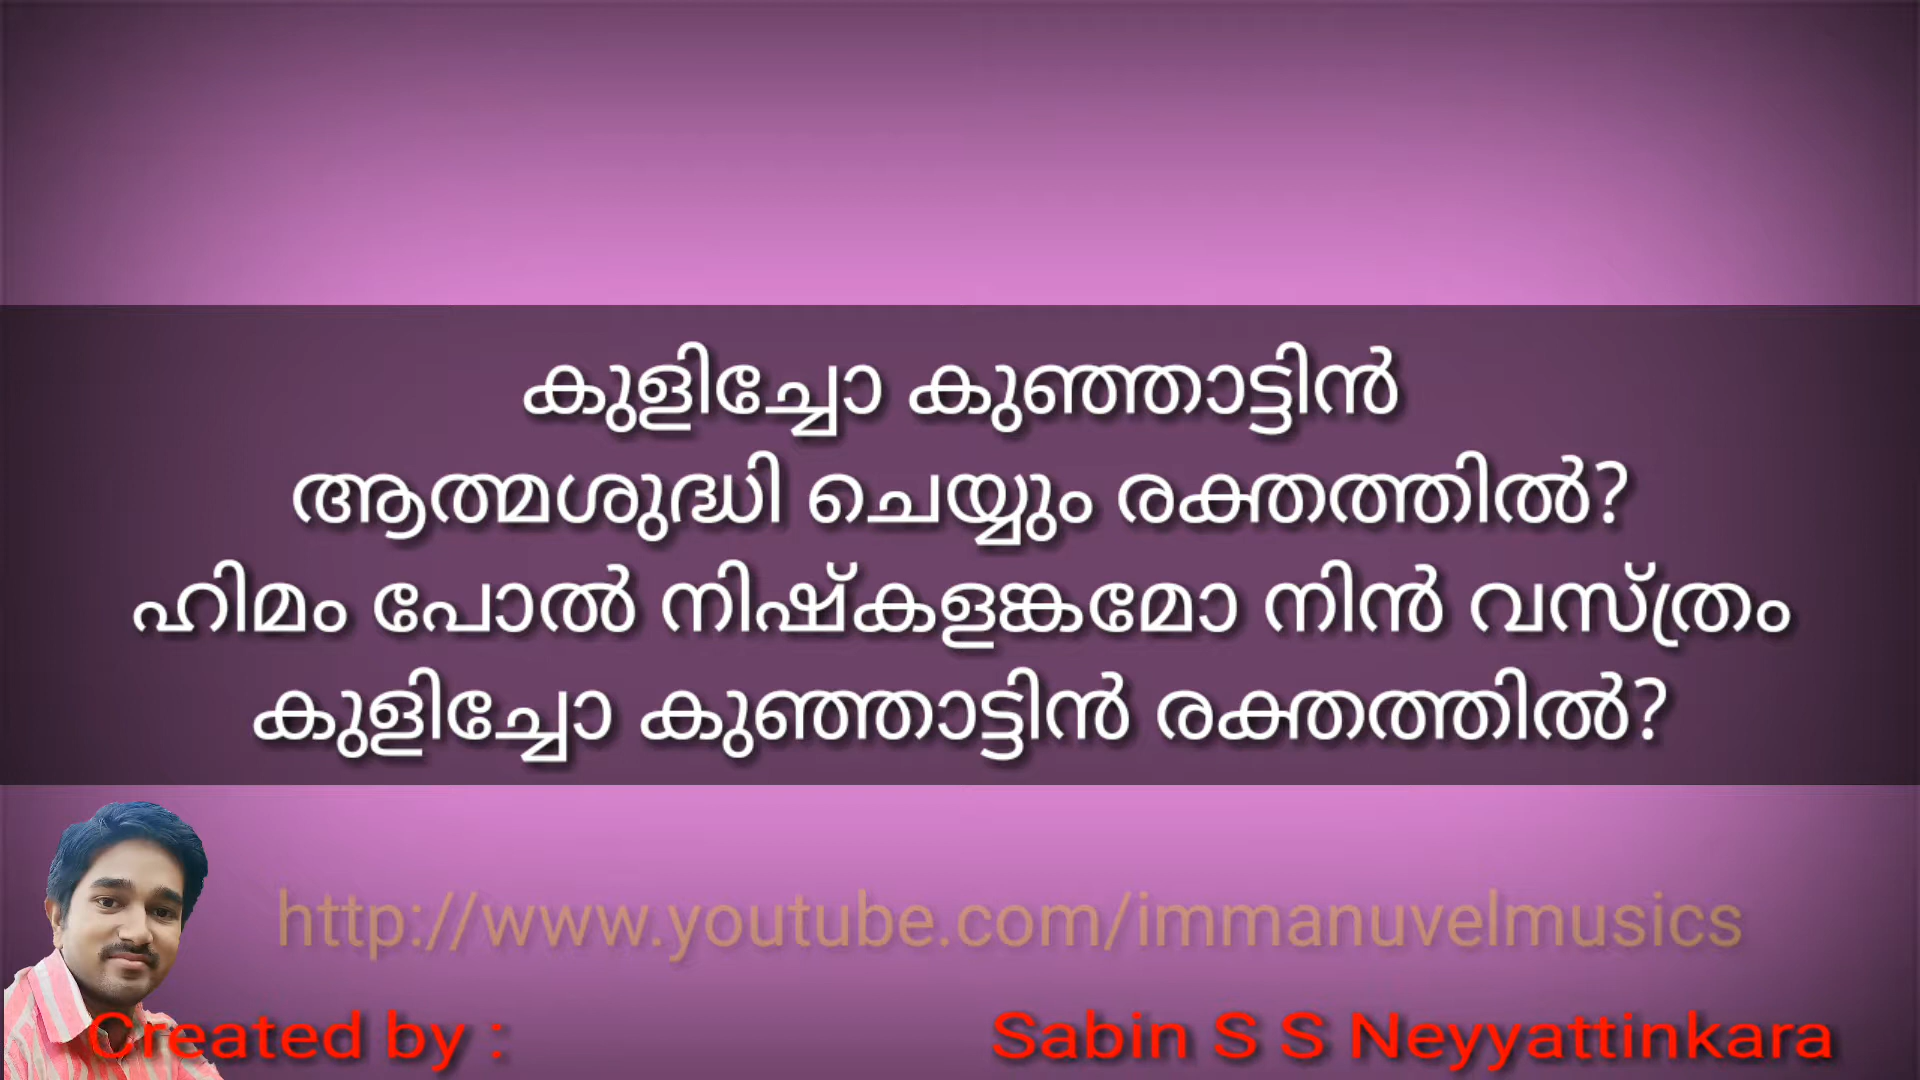 കുളിച്ചോ കുഞ്ഞാട്ടിൻ
ആത്മശുദ്ധി ചെയ്യും രക്തത്തിൽ?
ഹിമം പോൽ നിഷ്കളങ്കമോ നിൻ വസ്ത്രം
കുളിച്ചോ കുഞ്ഞാട്ടിൻ രക്തത്തിൽ?
http://www.youtube.com/immanuvelmusics
Created by : Sabin S S Neyyattinkara